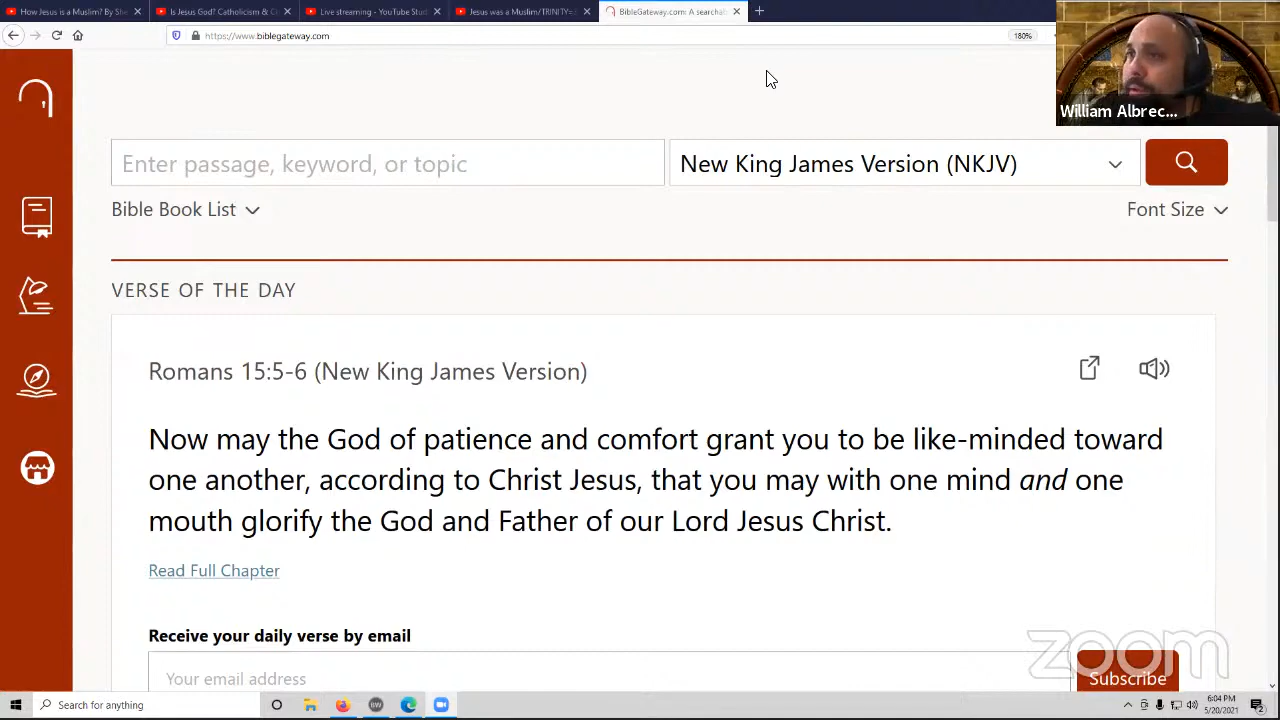 How Jesus is a Muslim? By She
Is Jesus God? Catholicism & C
Live streaming - YouTube Stud
Jesus was a Muslim/TRINITY=
BibleGateway.com: A searchab
https://www.biblegateway.com
180%
William Albrec...
Enter passage, keyword, or topic
New King James Version (NKJV)
Bible Book List
Font Size
VERSE OF THE DAY
Romans 15:5-6 (New King James Version)
Now may the God of patience and comfort grant you to be like-minded toward
one another, according to Christ Jesus, that you may with one mind and one
mouth glorify the God and Father of our Lord Jesus Christ.
Read Full Chapter
Receive your daily verse by email
Your email address
Subscribe
zoom
Search for anything
BW
6:04 PM
5/20/2021
2